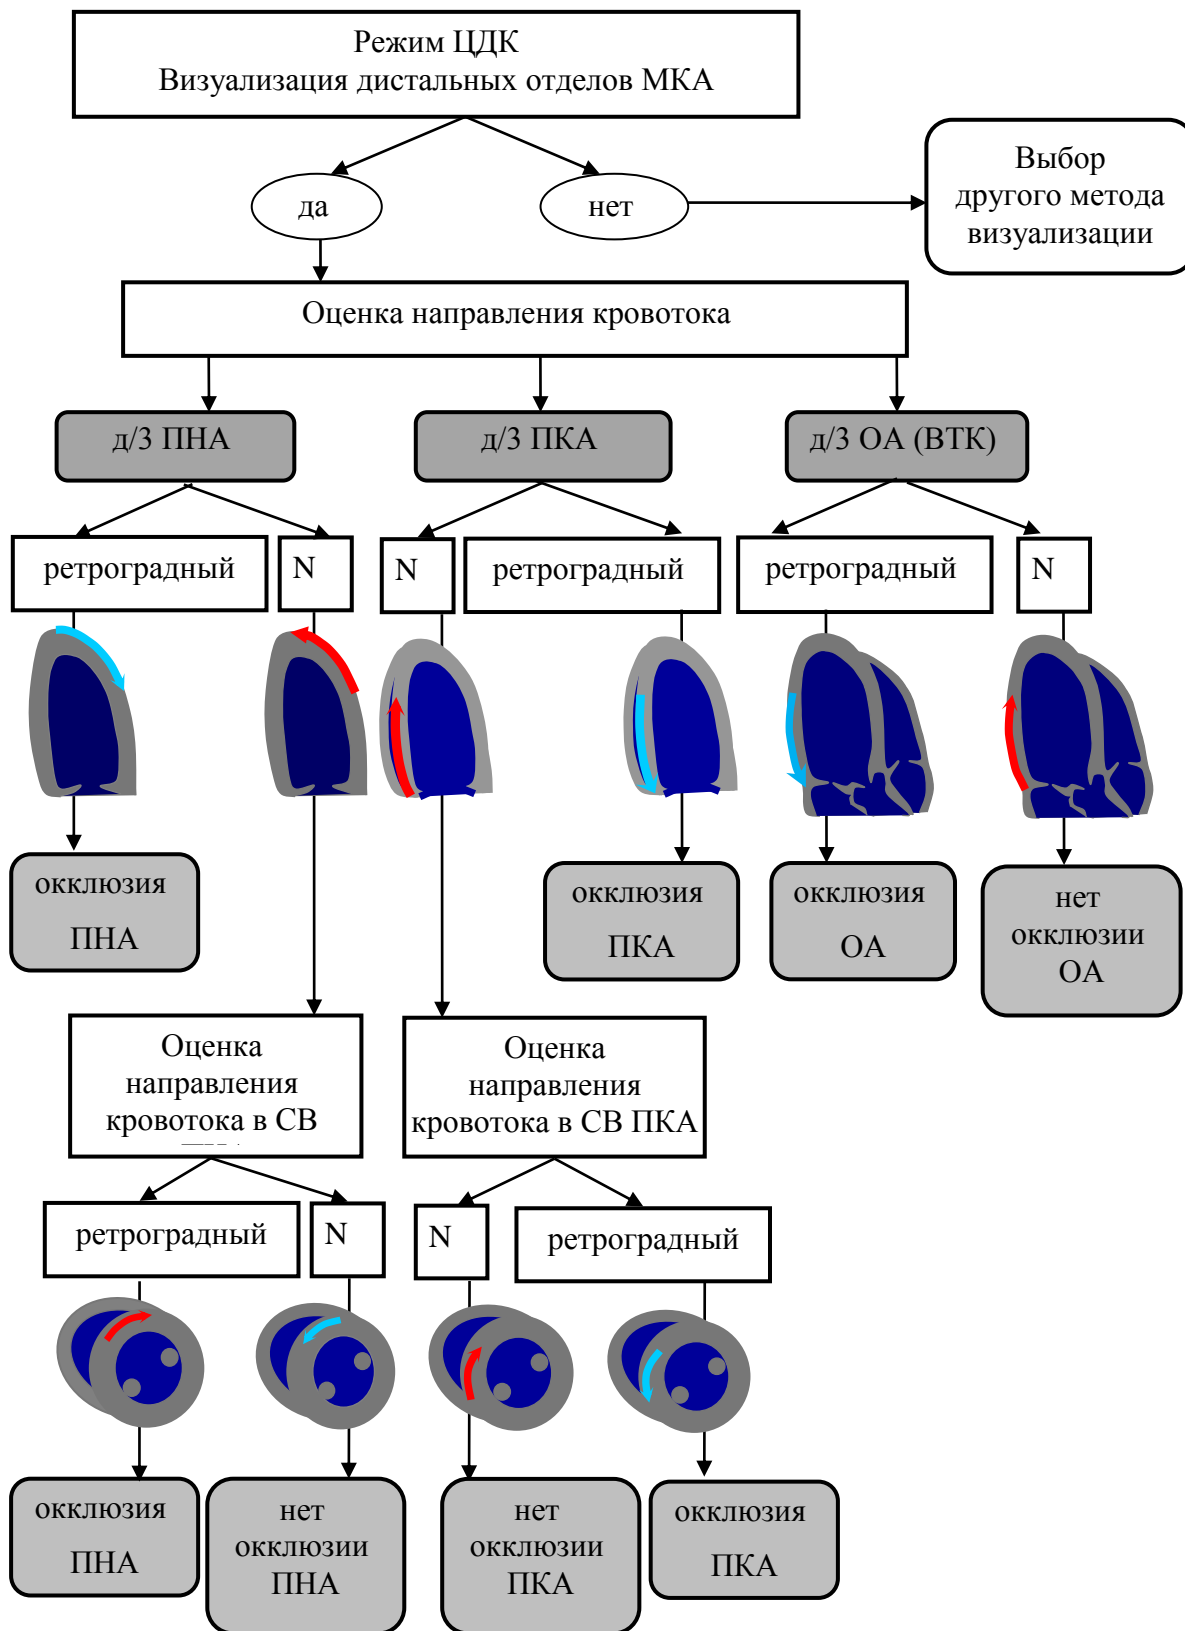 Режим ЦДК
Визуализация дистальных отделов МКА
Выбор
другого метода
визуализации
да
нет
Оценка направления кровотока
д/3 ПНА
д/3 ПКА
д/3 ОА (ВТК)
ретроградный
N
N
ретроградный
ретроградный
N
окклюзия
ПНА
окклюзия
ПКА
окклюзия
ОА
нет
окклюзии
ОА
Оценка
направления
кровотока в СВ
Оценка
направления
кровотока в СВ ПКА
ретроградный
N
N
ретроградный
окклюзия
ПНА
нет
окклюзии
ПНА
нет
окклюзии
ПКА
окклюзия
ПКА